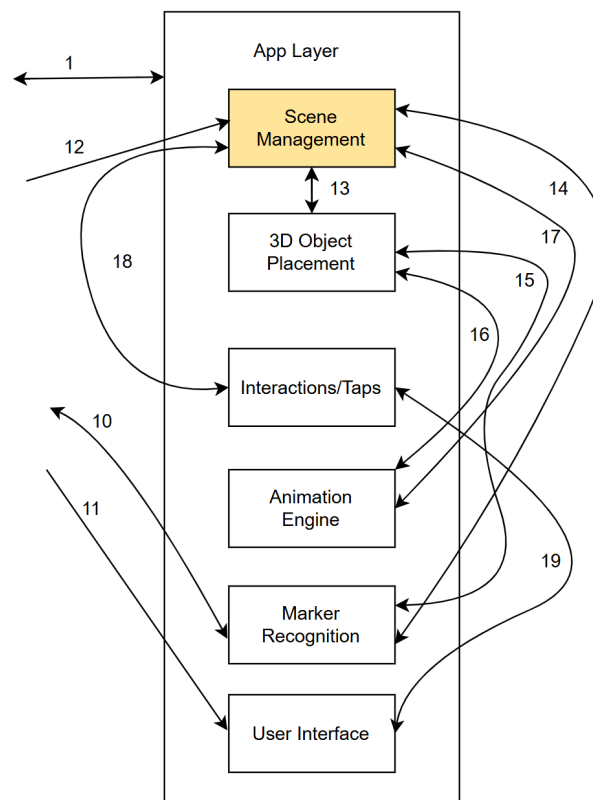 App Layer
1
Scene
Management
12
14
13
17
18
3D Object
Placement
15
16
Interactions/Taps
10
Animation
Engine
11
19
Marker
Recognition
User Interface